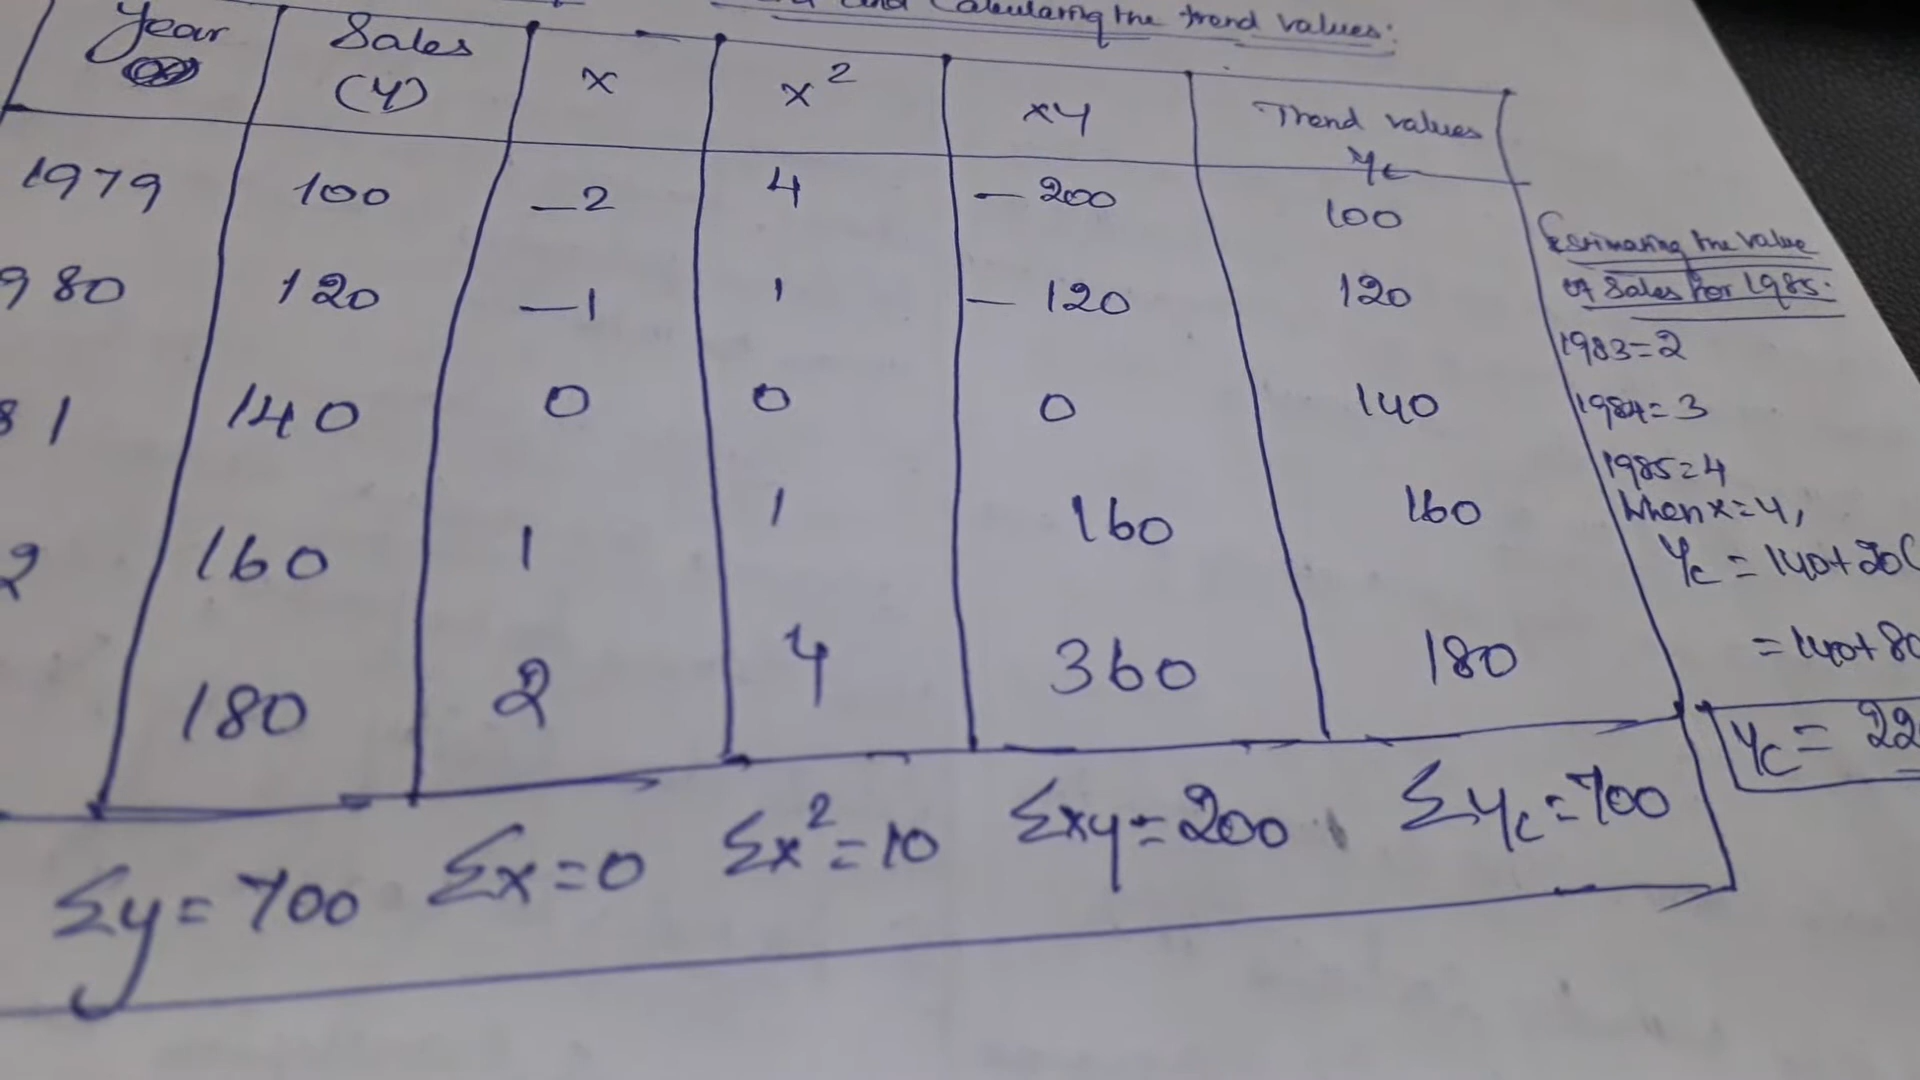 and Calculating the trend values:
Year Sales (Y) x x² xy Trend values Yc
1979 100 -2 4 -200 100
980 120 -1 1 -120 120
81 140 0 0 0 140
2 160 1 1 160 160
180 2 4 360 180
Σy = 700 Σx = 0 Σx² = 10 Σxy = 200 ΣYc = 700
Estimating the value
of Sales for 1985.
1983 = 2
1984 = 3
1985 = 4
When x = 4,
Yc = 140 + 20(
= 140 + 80
Yc = 22